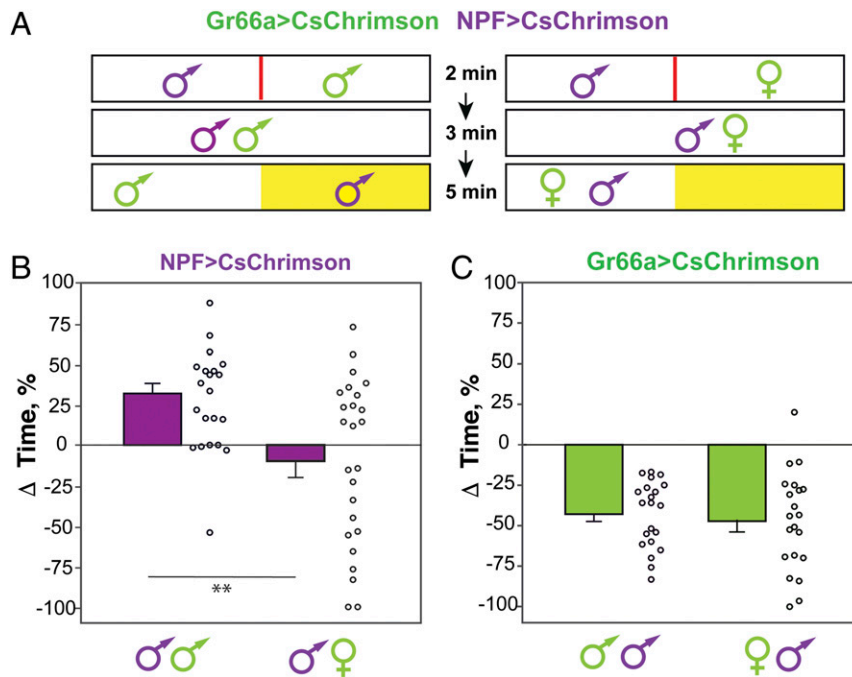 A
Gr66a>CsChrimson NPF>CsChrimson
2 min
3 min
5 min
B
NPF>CsChrimson
100
75
50
25
0
-25
-50
-75
-100
Δ Time, %
**
♂♂
♂♀
C
Gr66a>CsChrimson
100
75
50
25
0
-25
-50
-75
-100
Δ Time, %
♂♂
♀♂